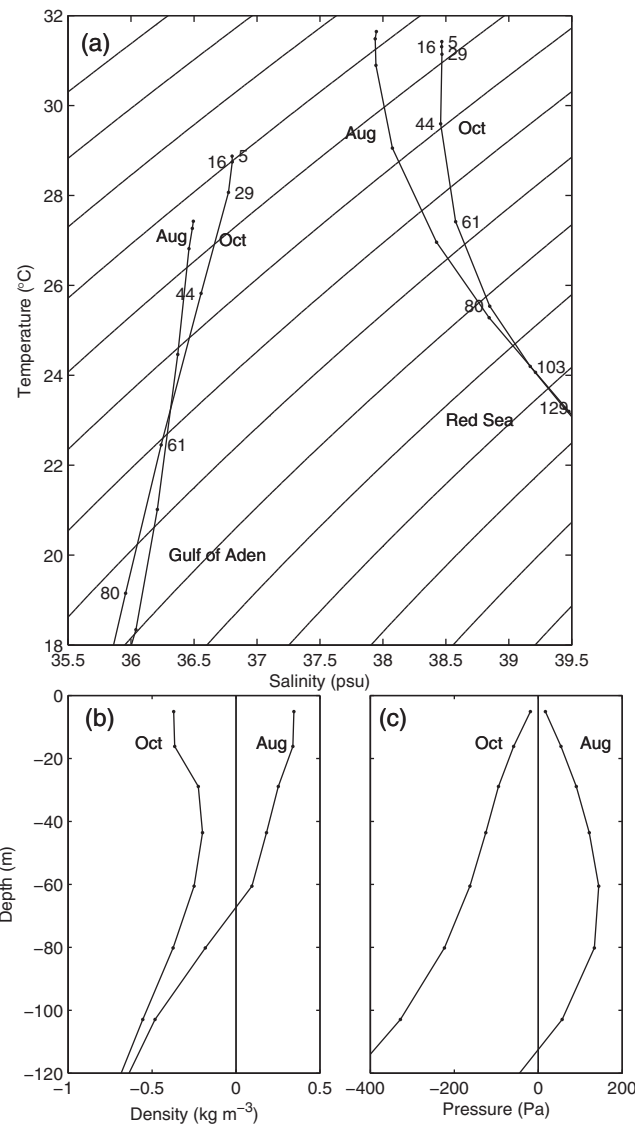 (a)
32
30
28
26
24
22
20
18
Temperature (°C)
16 5
29
44 Oct
Aug
61
80
103
129
Red Sea
16 5
29
Aug Oct
44
61
80
Gulf of Aden
35.5 36 36.5 37 37.5 38 38.5 39 39.5
Salinity (psu)
(b)
Oct Aug
0
−20
−40
−60
−80
−100
−120
Depth (m)
−1 −0.5 0 0.5
Density (kg m⁻³)
(c)
Oct Aug
−400 −200 0 200
Pressure (Pa)